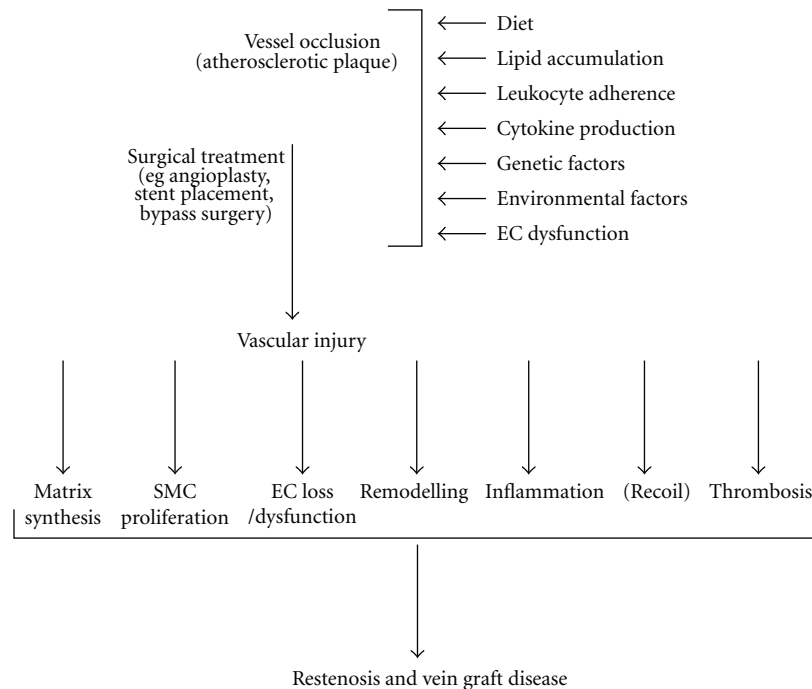 Vessel occlusion
(atherosclerotic plaque)
Diet
Lipid accumulation
Leukocyte adherence
Cytokine production
Genetic factors
Environmental factors
EC dysfunction
Surgical treatment
(eg angioplasty,
stent placement,
bypass surgery)
Vascular injury
Matrix
synthesis
SMC
proliferation
EC loss
/dysfunction
Remodelling
Inflammation
(Recoil)
Thrombosis
Restenosis and vein graft disease